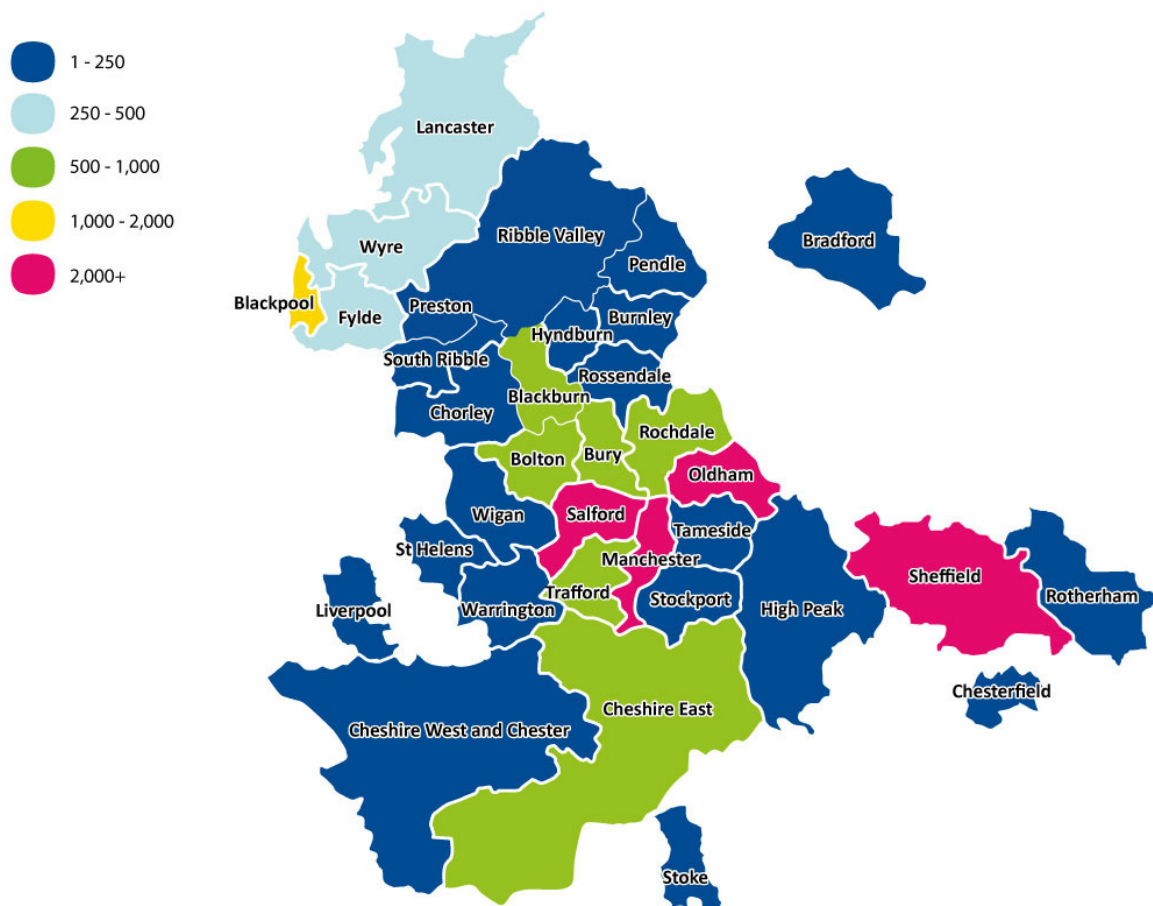 1 - 250
250 - 500
500 - 1,000
1,000 - 2,000
2,000+
Lancaster
Wyre
Ribble Valley
Bradford
Pendle
Blackpool
Fylde
Preston
Burnley
Hyndburn
South Ribble
Rossendale
Blackburn
Chorley
Rochdale
Bolton
Bury
Oldham
Wigan
Salford
Tameside
St Helens
Manchester
Sheffield
Liverpool
Warrington
Trafford
Stockport
High Peak
Rotherham
Chesterfield
Cheshire East
Cheshire West and Chester
Stoke